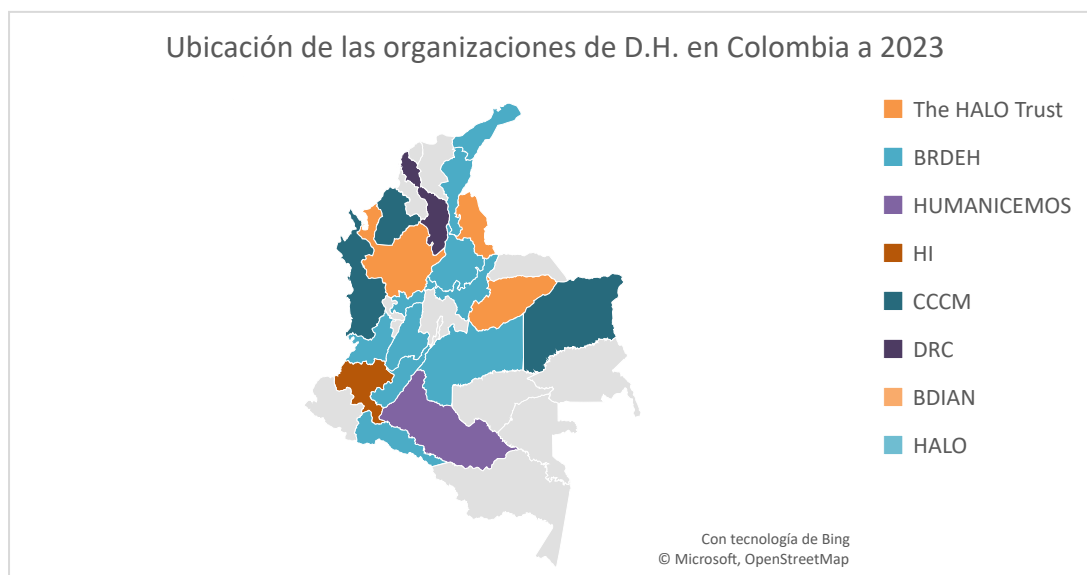 Ubicación de las organizaciones de D.H. en Colombia a 2023
The HALO Trust
BRDEH
HUMANICEMOS
HI
CCCM
DRC
BDIAN
HALO
Con tecnología de Bing
© Microsoft, OpenStreetMap